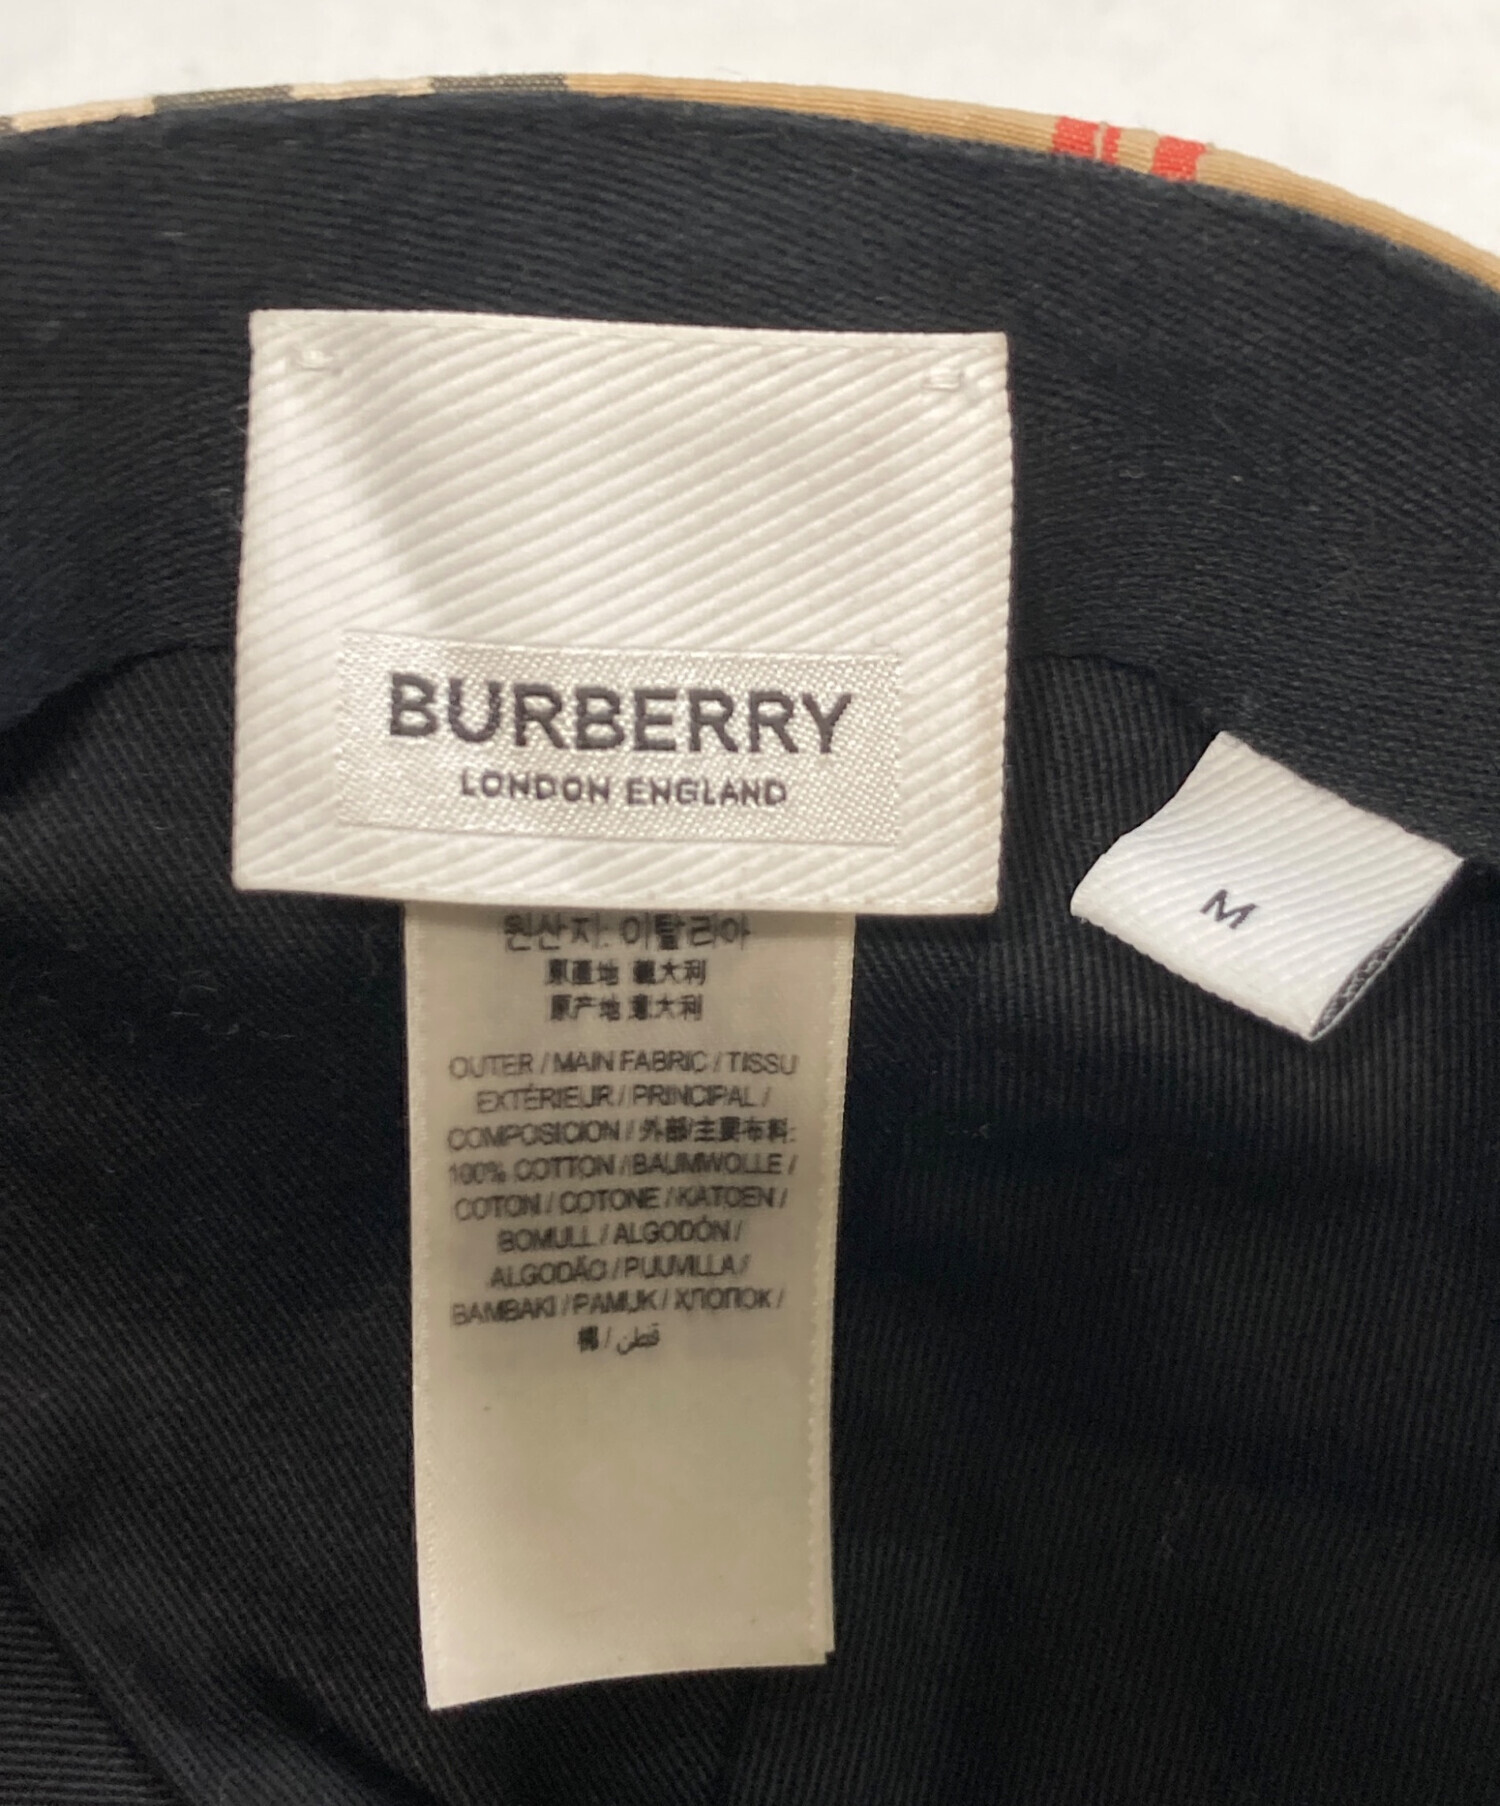 BURBERRY
LONDON ENGLAND
M
원산지: 이탈리아
原產地 義大利
原产地 意大利
OUTER / MAIN FABRIC / TISSU
EXTÉRIEUR / PRINCIPAL /
COMPOSICION / 外部/主要布料:
100% COTTON / BAUMWOLLE /
COTON / COTONE / KATOEN /
BOMULL / ALGODÓN /
ALGODÃO / PUUVILLA /
BAMBAKI / PAMUK / ХЛОПОК /
棉 / قطن